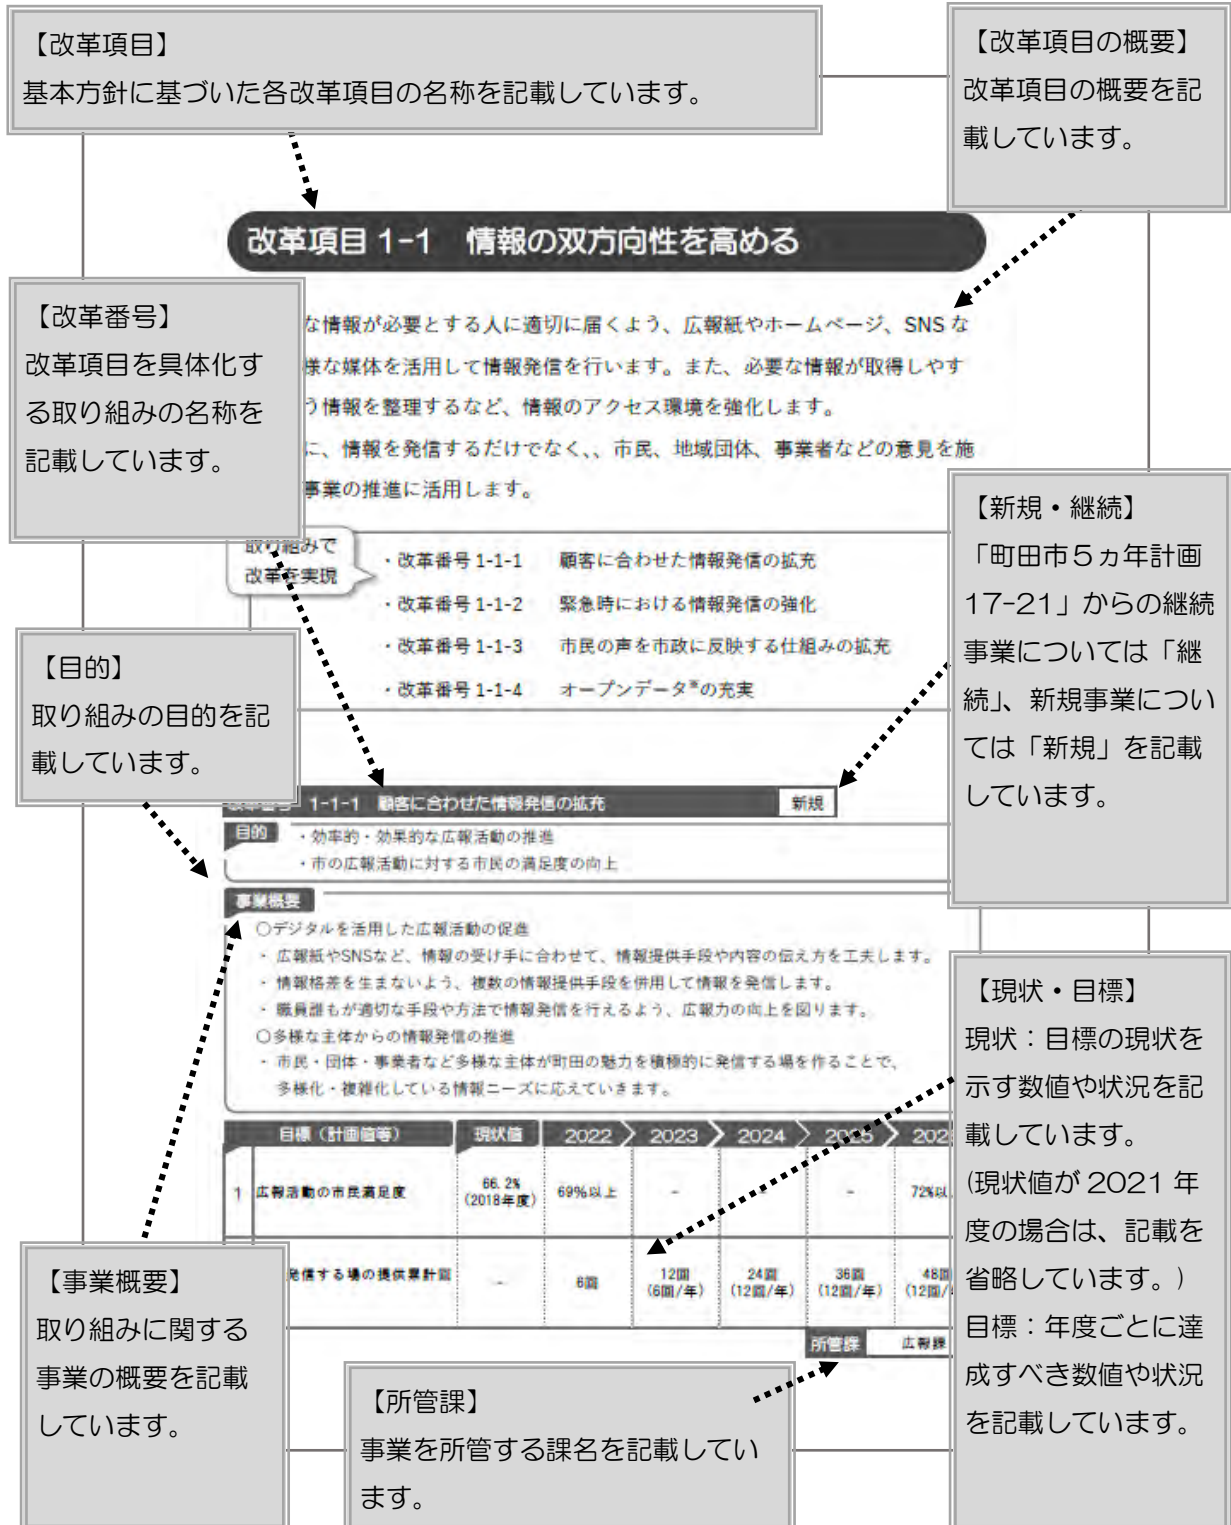 【改革項目】
基本方針に基づいた各改革項目の名称を記載しています。
【改革項目の概要】
改革項目の概要を記
載しています。
改革項目 1-1　情報の双方向性を高める
【改革番号】
改革項目を具体化す
る取り組みの名称を
記載しています。
な情報が必要とする人に適切に届くよう、広報紙やホームページ、SNS な
様な媒体を活用して情報発信を行います。また、必要な情報が取得しやす
う情報を整理するなど、情報のアクセス環境を強化します。
に、情報を発信するだけでなく、、市民、地域団体、事業者などの意見を施
事業の推進に活用します。
取り組みで
改革を実現
・改革番号 1-1-1　顧客に合わせた情報発信の拡充
・改革番号 1-1-2　緊急時における情報発信の強化
・改革番号 1-1-3　市民の声を市政に反映する仕組みの拡充
・改革番号 1-1-4　オープンデータ※の充実
【新規・継続】
「町田市５ヵ年計画
17-21」からの継続
事業については「継
続」、新規事業につい
ては「新規」を記載
しています。
【目的】
取り組みの目的を記
載しています。
1-1-1　顧客に合わせた情報発信の拡充　新規
目的　・効率的・効果的な広報活動の推進
・市の広報活動に対する市民の満足度の向上
事業概要
○デジタルを活用した広報活動の促進
・ 広報紙やSNSなど、情報の受け手に合わせて、情報提供手段や内容の伝え方を工夫します。
・ 情報格差を生まないよう、複数の情報提供手段を併用して情報を発信します。
・ 職員誰もが適切な手段や方法で情報発信を行えるよう、広報力の向上を図ります。
○多様な主体からの情報発信の推進
・ 市民・団体・事業者など多様な主体が町田の魅力を積極的に発信する場を作ることで、
多様化・複雑化している情報ニーズに応えていきます。
【現状・目標】
現状：目標の現状を
示す数値や状況を記
載しています。
(現状値が 2021 年
度の場合は、記載を
省略しています。)
目標：年度ごとに達
成すべき数値や状況
を記載しています。
目標（計画値等）　現状値　2022　2023　2024　2025　202
1　広報活動の市民満足度　66.2%　69%以上　-　-　-　72%以
(2018年度)
発信する場の提供累計回　-　6回　12回　24回　36回　48回
(6回/年)　(12回/年)　(12回/年)　(12回/
所管課　広報課
【事業概要】
取り組みに関する
事業の概要を記載
しています。
【所管課】
事業を所管する課名を記載してい
ます。